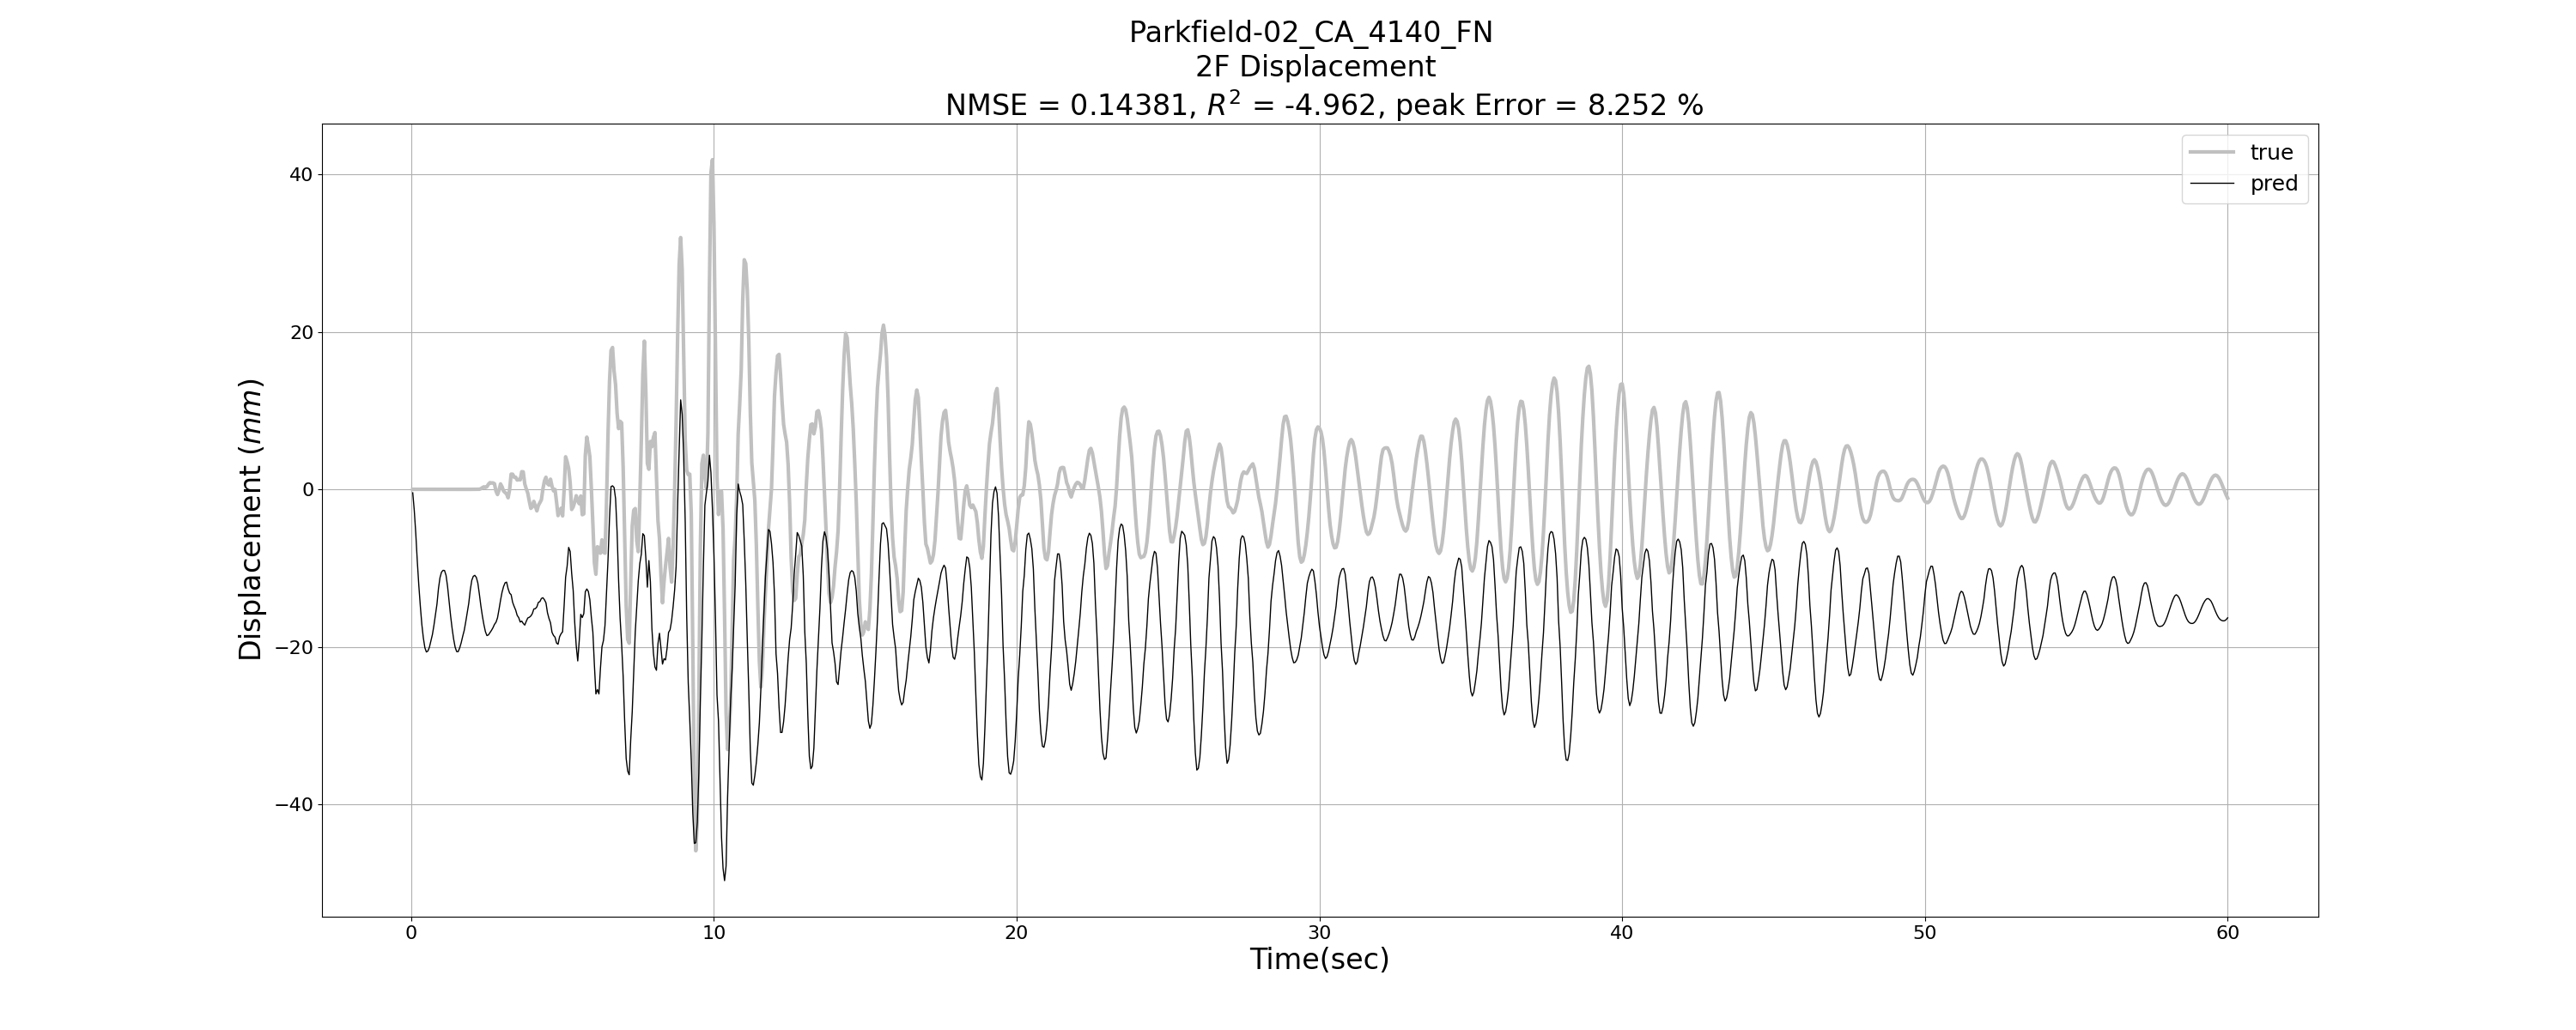 Parkfield-02_CA_4140_FN
2F Displacement
NMSE = 0.14381, R² = -4.962, peak Error = 8.252 %
true
pred
Displacement (mm)
40
20
0
−20
−40
0 10 20 30 40 50 60
Time(sec)